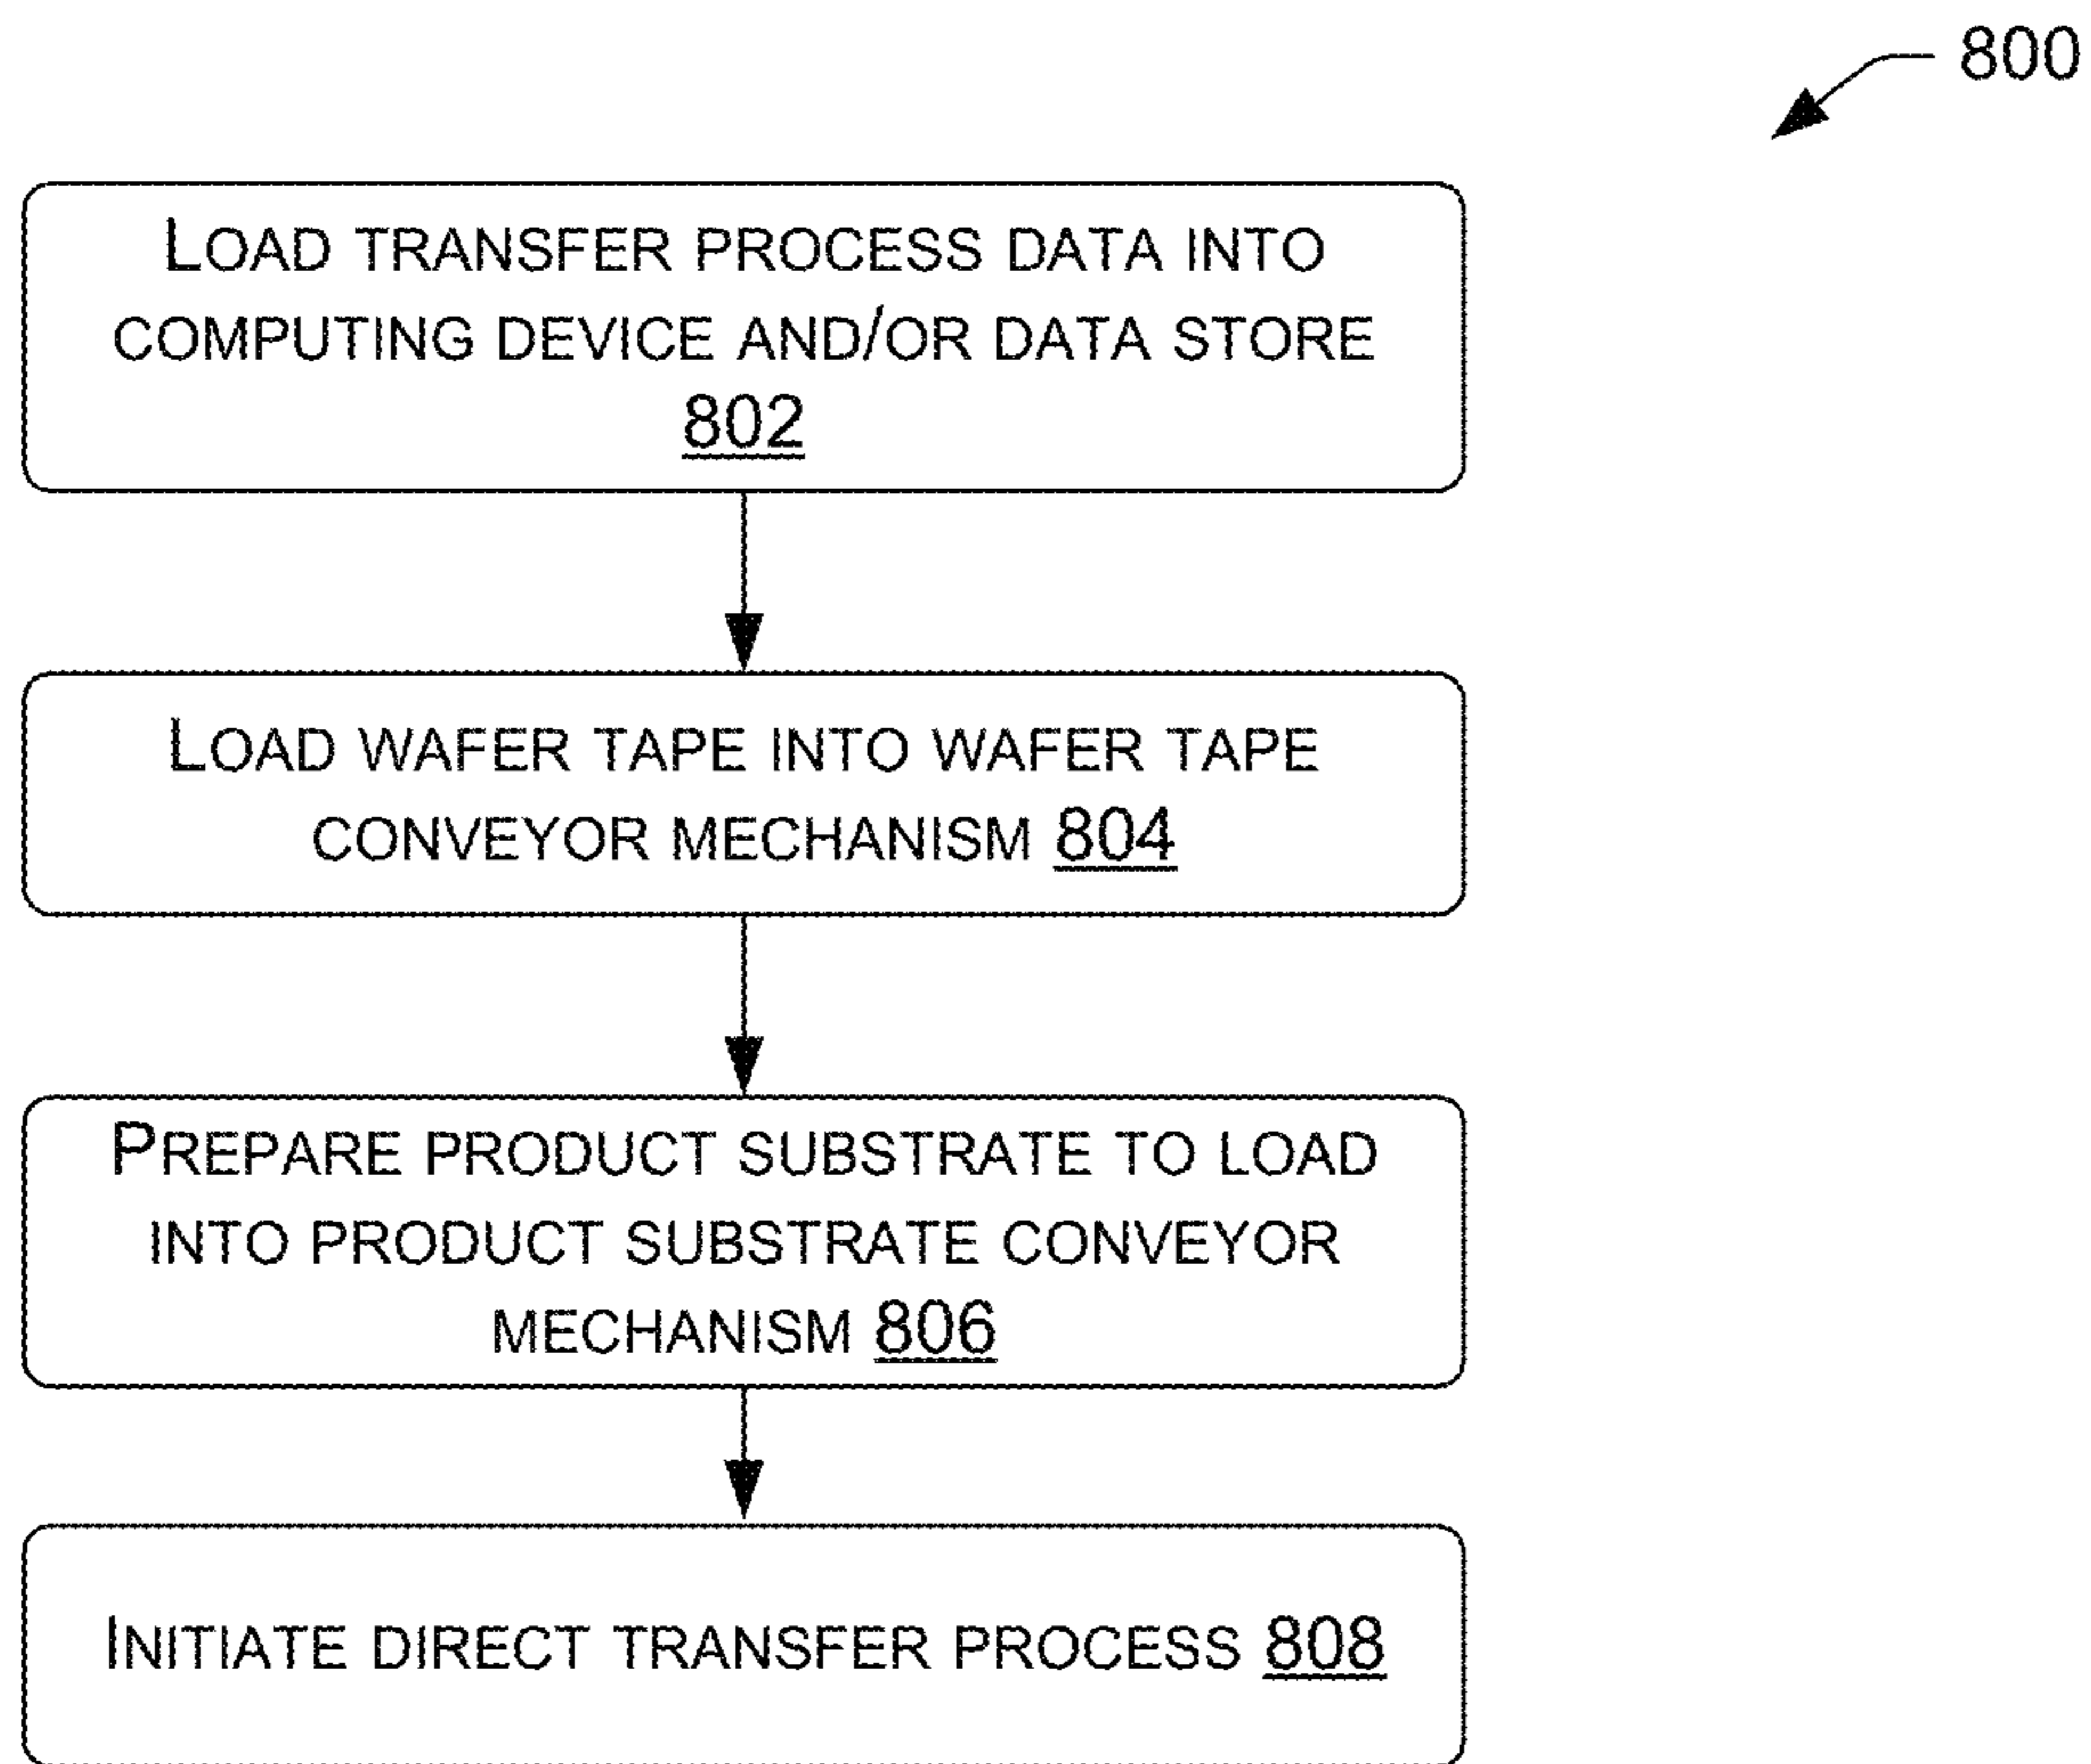 800
LOAD TRANSFER PROCESS DATA INTO
COMPUTING DEVICE AND/OR DATA STORE
802
LOAD WAFER TAPE INTO WAFER TAPE
CONVEYOR MECHANISM 804
PREPARE PRODUCT SUBSTRATE TO LOAD
INTO PRODUCT SUBSTRATE CONVEYOR
MECHANISM 806
INITIATE DIRECT TRANSFER PROCESS 808